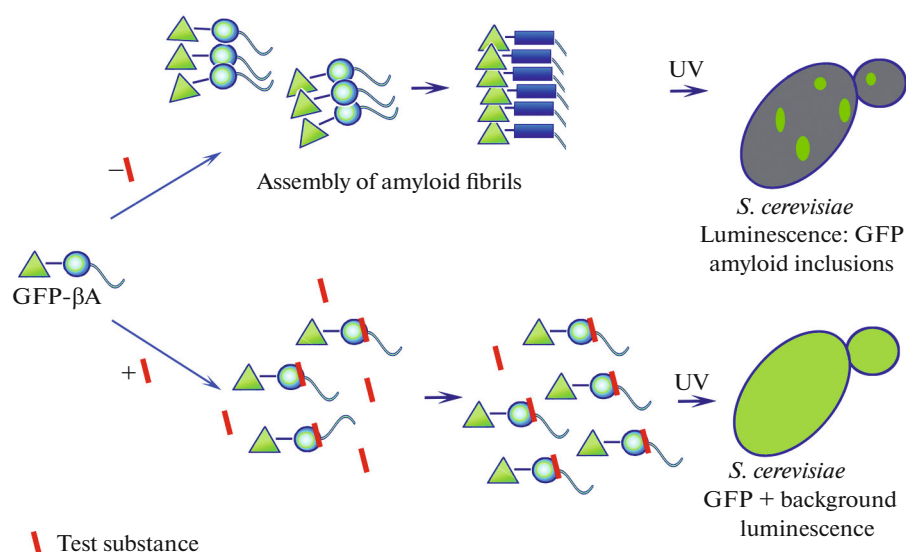 UV
Assembly of amyloid fibrils
S. cerevisiae
Luminescence: GFP
amyloid inclusions
−
GFP-βA
+
UV
S. cerevisiae
GFP + background
luminescence
Test substance